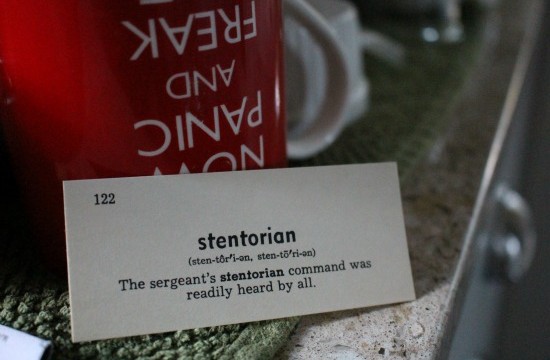 NOW
PANIC
AND
FREAK
122
stentorian
(sten-tôr′i-ən, sten-tō′ri-ən)
The sergeant's stentorian command was
readily heard by all.